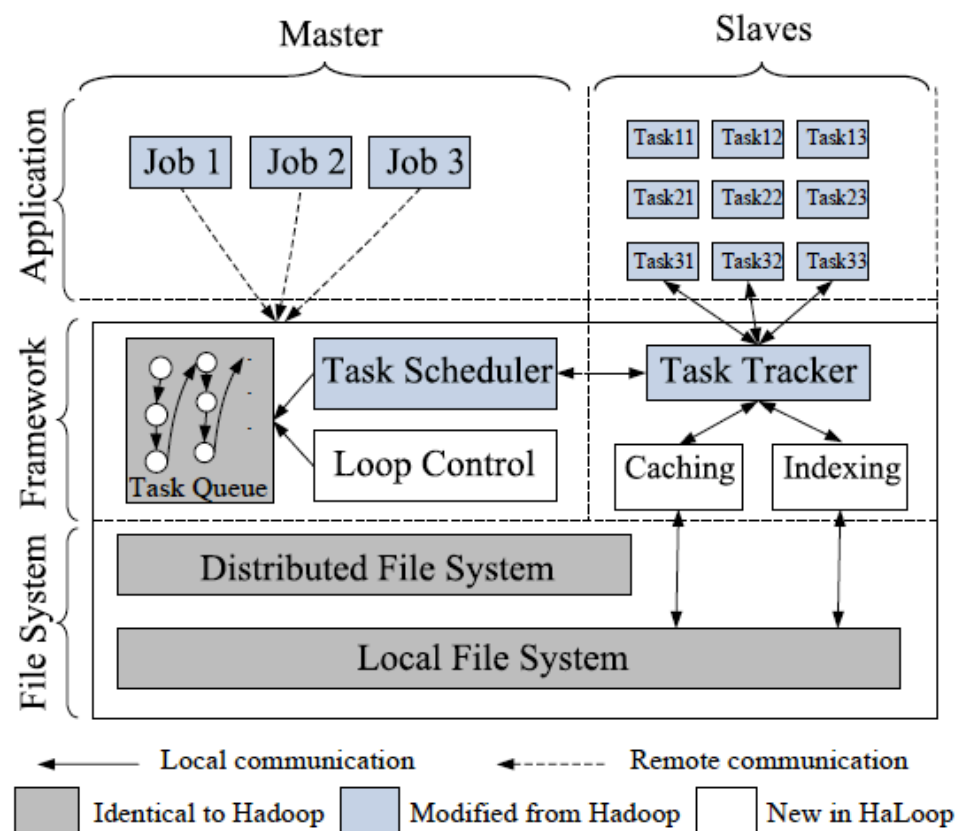 Master
Slaves
Application
Job 1
Job 2
Job 3
Task11
Task12
Task13
Task21
Task22
Task23
Task31
Task32
Task33
Framework
Task Queue
Task Scheduler
Loop Control
Task Tracker
Caching
Indexing
File System
Distributed File System
Local File System
Local communication
Remote communication
Identical to Hadoop
Modified from Hadoop
New in HaLoop